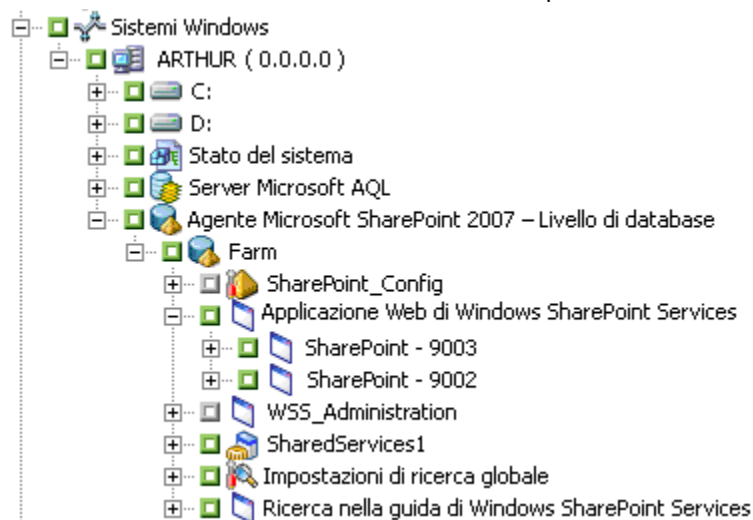 Sistemi Windows
ARTHUR ( 0.0.0.0 )
C:
D:
Stato del sistema
Server Microsoft AQL
Agente Microsoft SharePoint 2007 – Livello di database
Farm
SharePoint_Config
Applicazione Web di Windows SharePoint Services
SharePoint - 9003
SharePoint - 9002
WSS_Administration
SharedServices1
Impostazioni di ricerca globale
Ricerca nella guida di Windows SharePoint Services